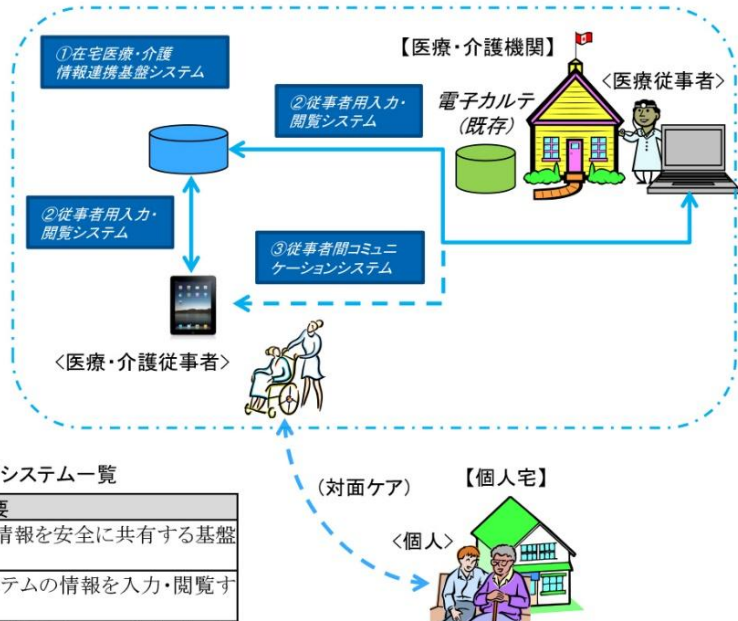 ①在宅医療・介護
情報連携基盤システム
【医療・介護機関】
<医療従事者>
②従事者用入力・
閲覧システム
電子カルテ
(既存)
②従事者用入力・
閲覧システム
③従事者間コミュニ
ケーションシステム
<医療・介護従事者>
システム一覧
(対面ケア)
【個人宅】
要
情報を安全に共有する基盤
<個人>
テムの情報を入力・閲覧す